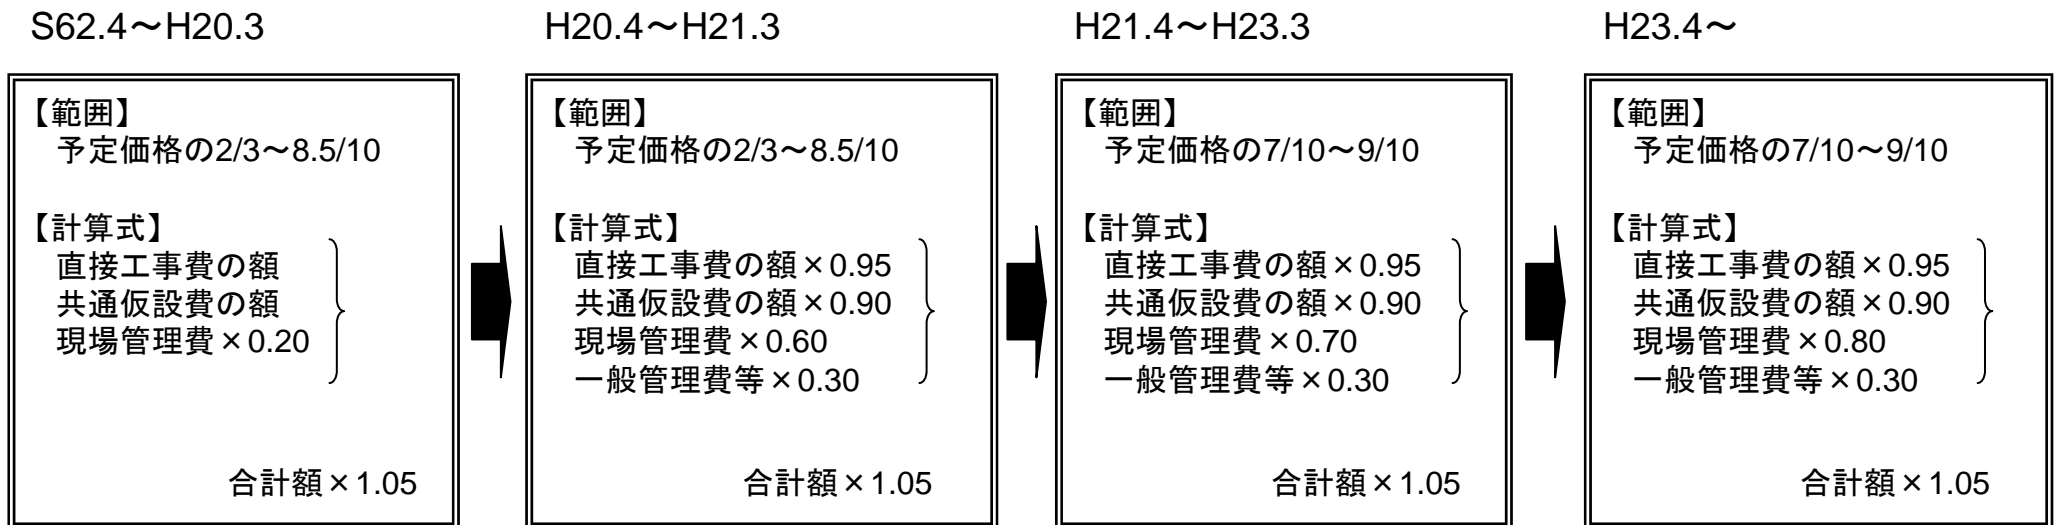 S62.4～H20.3
【範囲】
予定価格の2/3～8.5/10
【計算式】
直接工事費の額
共通仮設費の額
現場管理費×0.20
合計額×1.05
H20.4～H21.3
【範囲】
予定価格の2/3～8.5/10
【計算式】
直接工事費の額×0.95
共通仮設費の額×0.90
現場管理費×0.60
一般管理費等×0.30
合計額×1.05
H21.4～H23.3
【範囲】
予定価格の7/10～9/10
【計算式】
直接工事費の額×0.95
共通仮設費の額×0.90
現場管理費×0.70
一般管理費等×0.30
合計額×1.05
H23.4～
【範囲】
予定価格の7/10～9/10
【計算式】
直接工事費の額×0.95
共通仮設費の額×0.90
現場管理費×0.80
一般管理費等×0.30
合計額×1.05